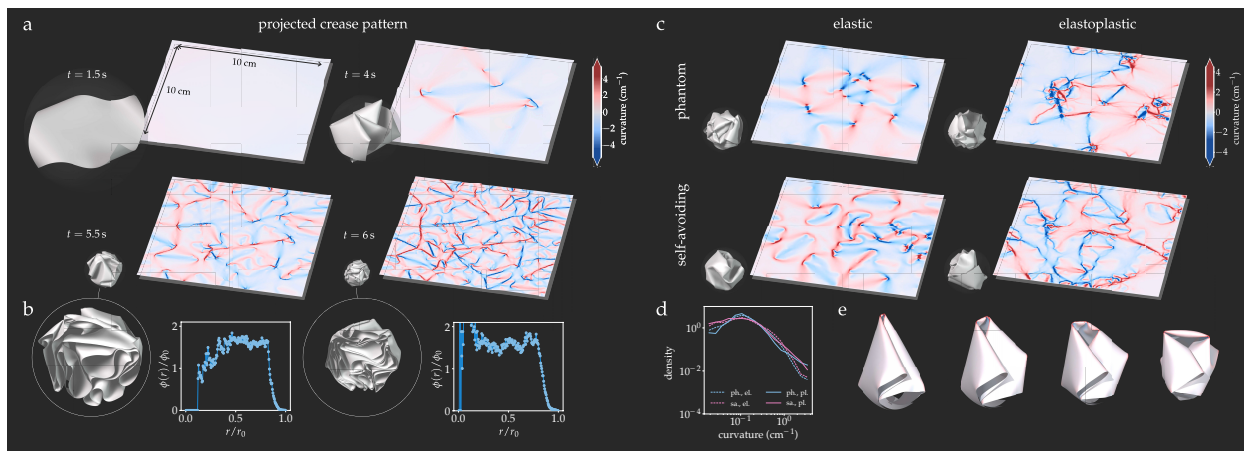 a
projected crease pattern
t = 1.5 s
10 cm
10 cm
t = 4 s
4
2
0
−2
−4
curvature (cm⁻¹)
t = 5.5 s
t = 6 s
b
2
1
0
ϕ(r)/ϕ₀
0.0
0.5
1.0
r/r₀
2
1
0
ϕ(r)/ϕ₀
0.0
0.5
1.0
r/r₀
c
elastic
elastoplastic
phantom
self-avoiding
4
2
0
−2
−4
curvature (cm⁻¹)
d
10⁰
10⁻²
10⁻⁴
density
ph., el.
sa., el.
ph., pl.
sa., pl.
10⁻¹
10⁰
curvature (cm⁻¹)
e